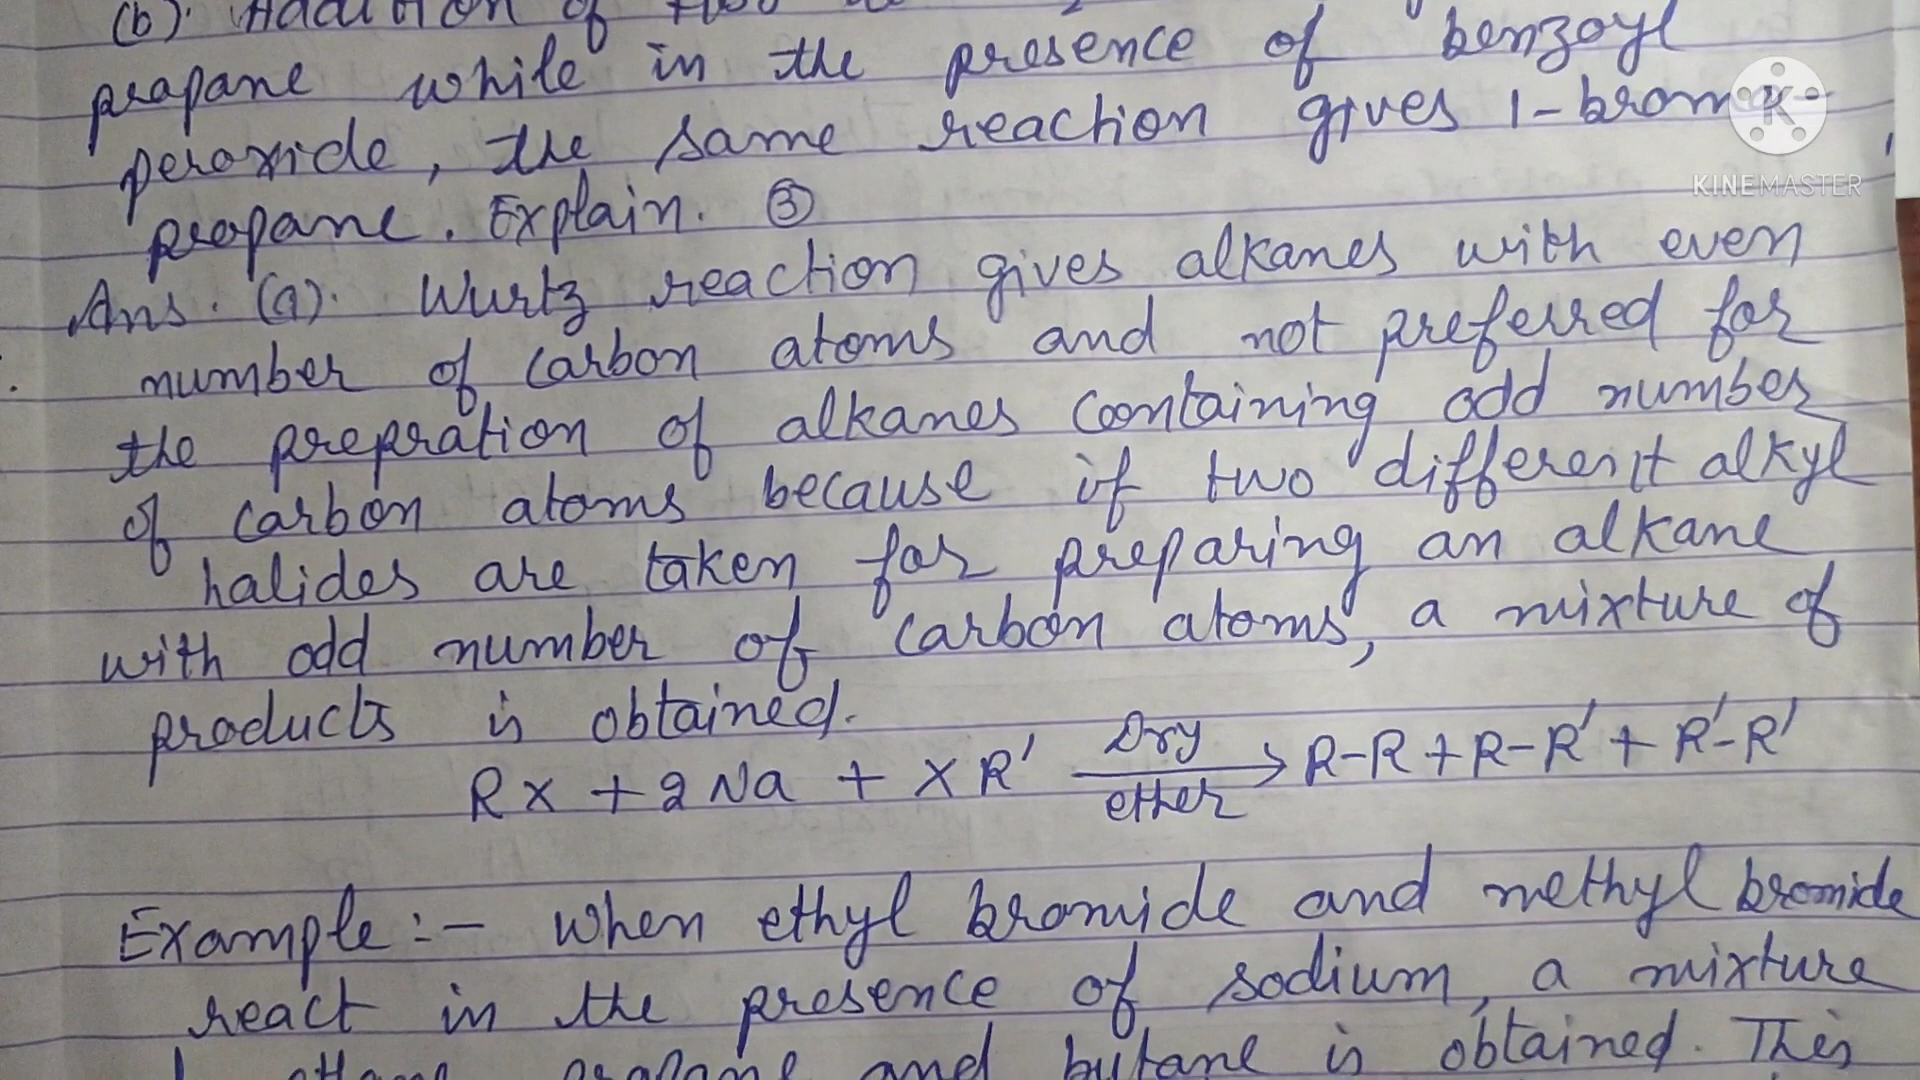 (b). Addition of
propane while in the presence of benzoyl
peroxide, the same reaction gives 1-bromo-
propane. Explain. ③
Ans. (a). Wurtz reaction gives alkanes with even
number of carbon atoms and not preferred for
the prepration of alkanes containing odd number
of carbon atoms because if two different alkyl
halides are taken for preparing an alkane
with odd number of carbon atoms, a mixture of
products is obtained.
Rx + 2Na + XR' Dry ether → R-R + R-R' + R'-R'
Example:- When ethyl bromide and methyl bromide
react in the presence of sodium, a mixture
propane and butane is obtained. This
K
KINEMASTER